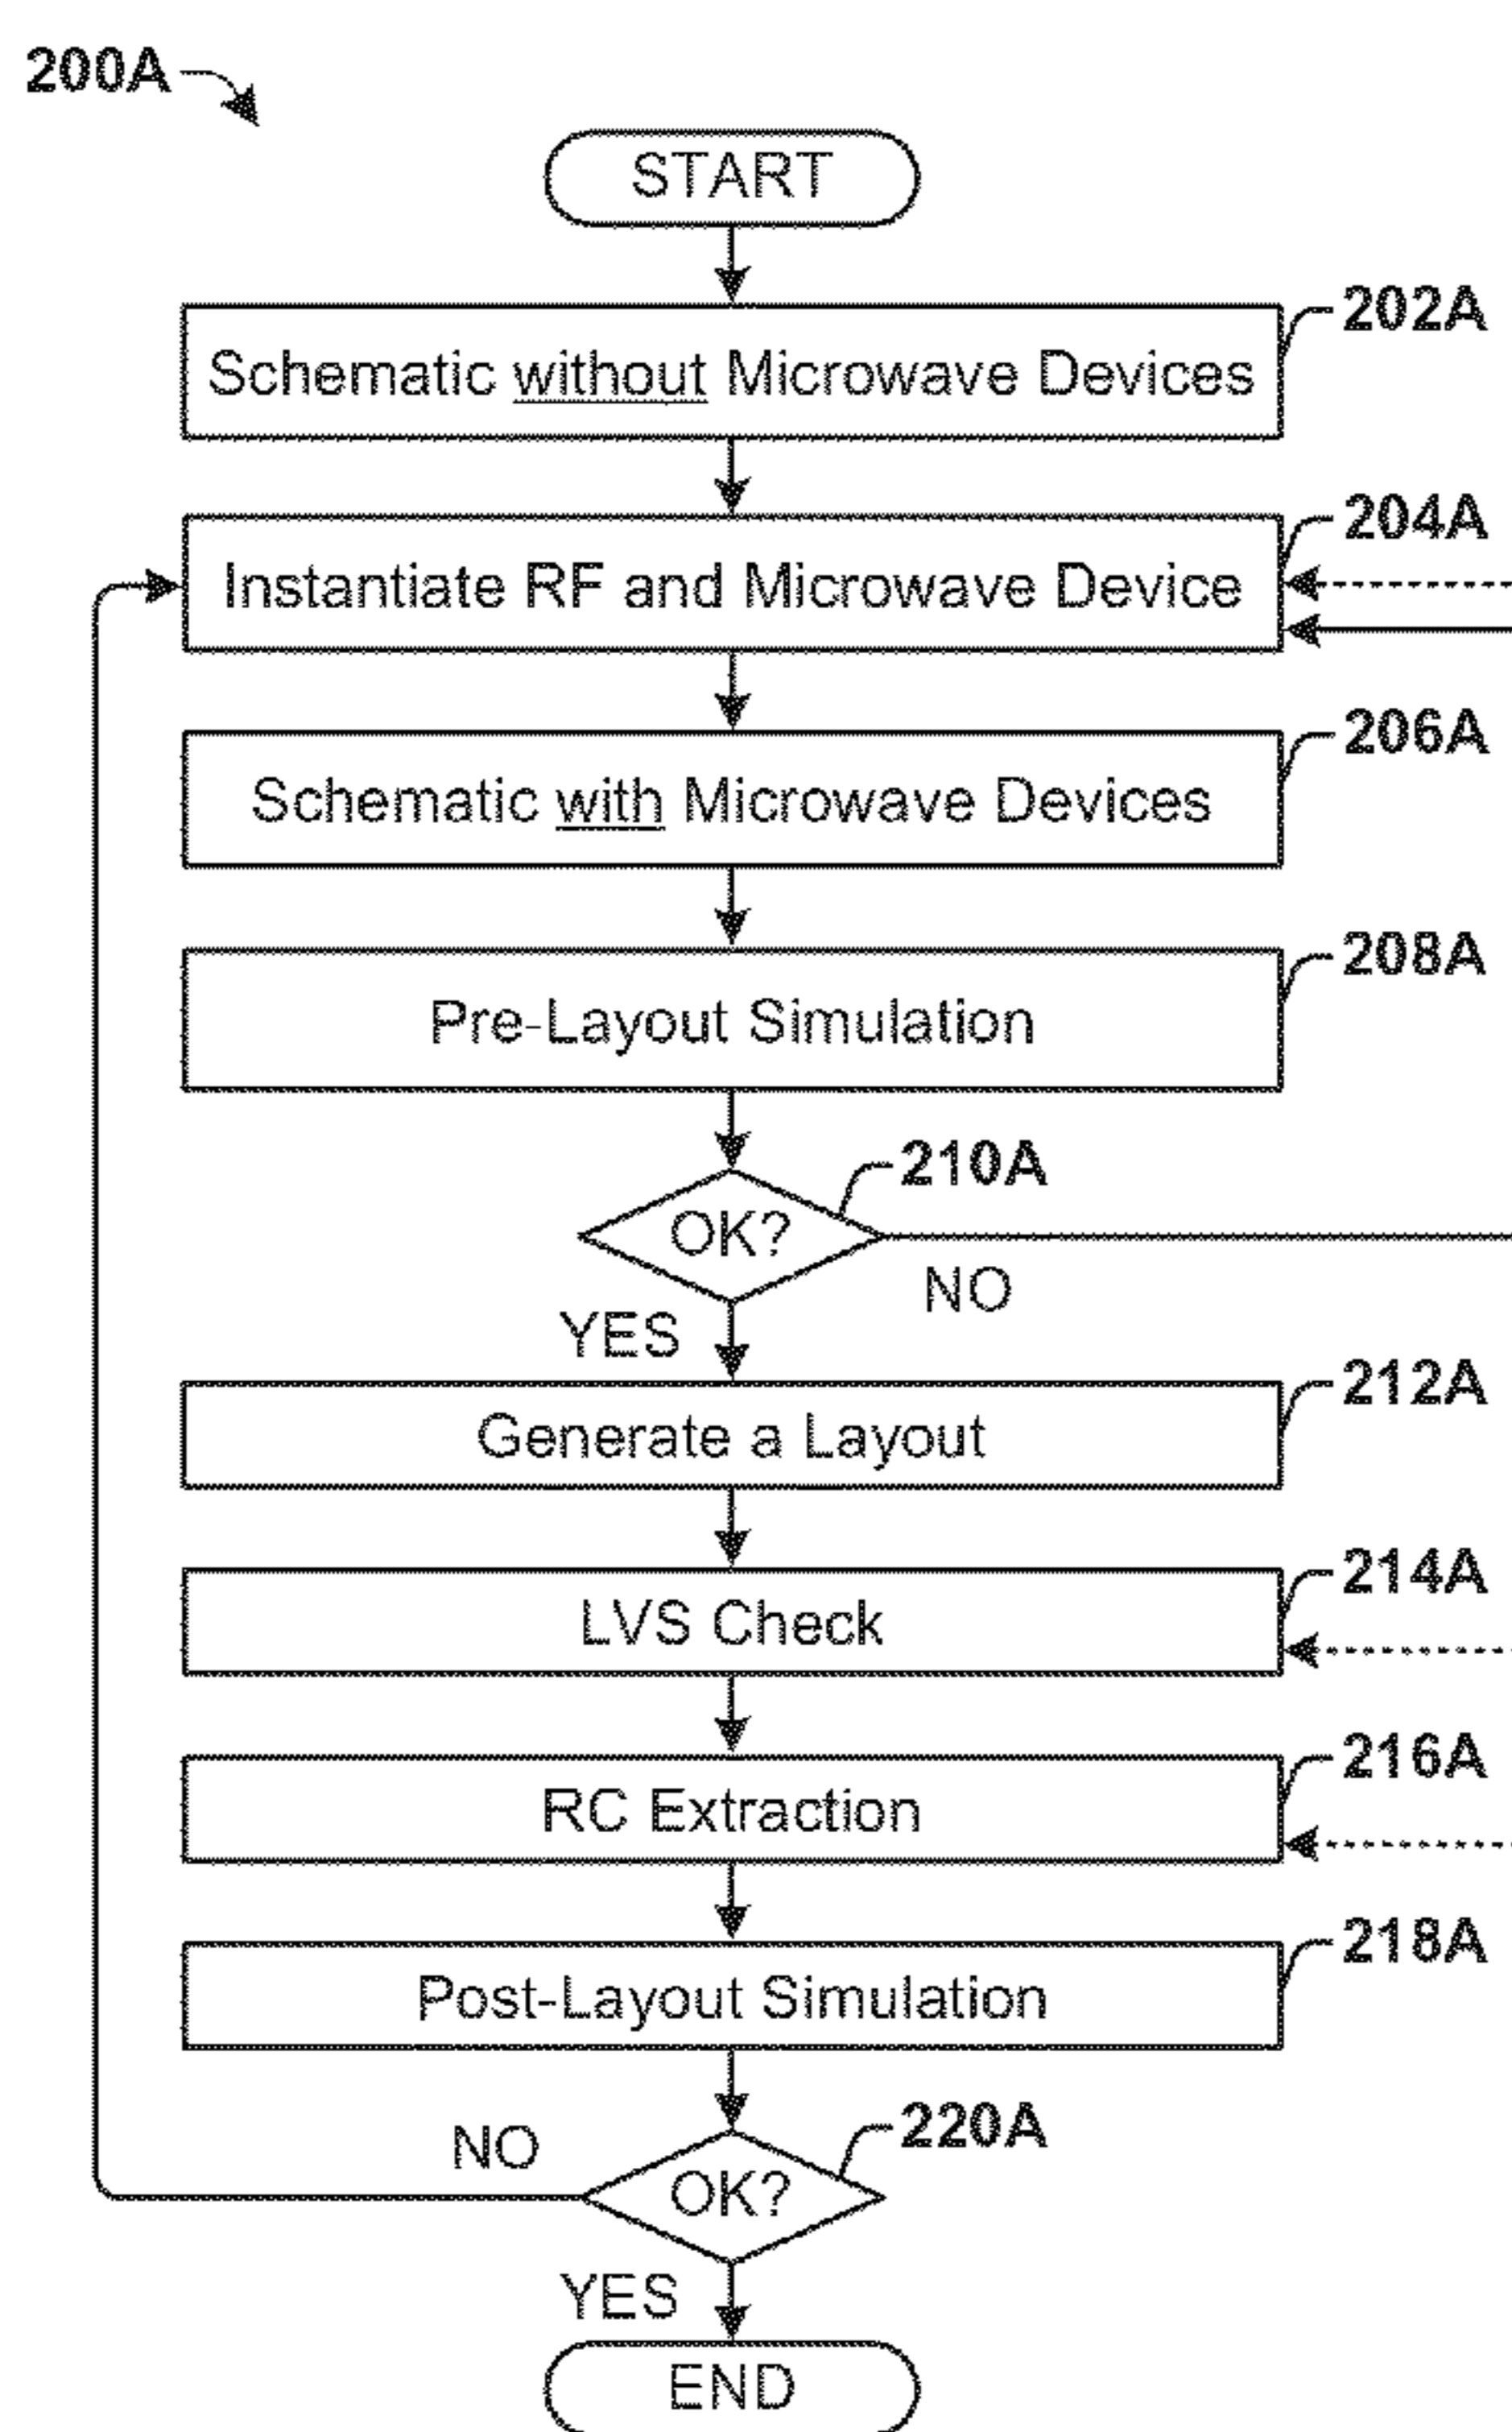 200A
START
202A
Schematic without Microwave Devices
204A
Instantiate RF and Microwave Device
206A
Schematic with Microwave Devices
208A
Pre-Layout Simulation
210A
OK?
NO
YES
212A
Generate a Layout
214A
LVS Check
216A
RC Extraction
218A
Post-Layout Simulation
220A
NO
OK?
YES
END